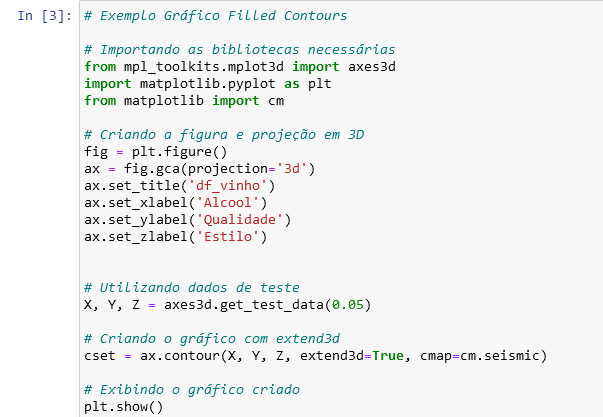 In [3]: # Exemplo Gráfico Filled Contours
# Importando as bibliotecas necessárias
from mpl_toolkits.mplot3d import axes3d
import matplotlib.pyplot as plt
from matplotlib import cm
# Criando a figura e projeção em 3D
fig = plt.figure()
ax = fig.gca(projection='3d')
ax.set_title('df_vinho')
ax.set_xlabel('Alcool')
ax.set_ylabel('Qualidade')
ax.set_zlabel('Estilo')
# Utilizando dados de teste
X, Y, Z = axes3d.get_test_data(0.05)
# Criando o gráfico com extend3d
cset = ax.contour(X, Y, Z, extend3d=True, cmap=cm.seismic)
# Exibindo o gráfico criado
plt.show()